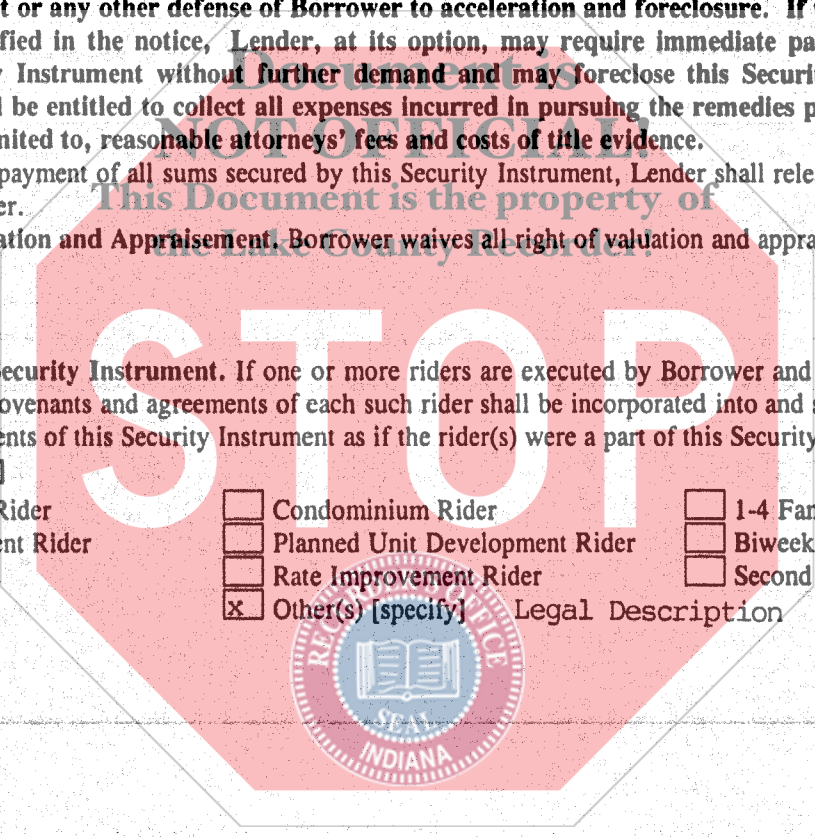 t or any other defense of Borrower to acceleration and foreclosure. If
fied in the notice, Lender, at its option, may require immediate pa
Instrument without further demand and may foreclose this Securi
be entitled to collect all expenses incurred in pursuing the remedies p
nited to, reasonable attorneys' fees and costs of title evidence.
payment of all sums secured by this Security Instrument, Lender shall rele
er.
ation and Appraisement. Borrower waives all right of valuation and appra
Document is
NOT OFFICIAL!
This Document is the property of
the Lake County Recorder!
STOP
ecurity Instrument. If one or more riders are executed by Borrower and
ovenants and agreements of each such rider shall be incorporated into and s
ents of this Security Instrument as if the rider(s) were a part of this Security
Rider Condominium Rider 1-4 Fam
ent Rider Planned Unit Development Rider Biweek
Rate Improvement Rider Second
x Other(s) [specify] Legal Description
RECORDER'S OFFICE
SEAL
INDIANA